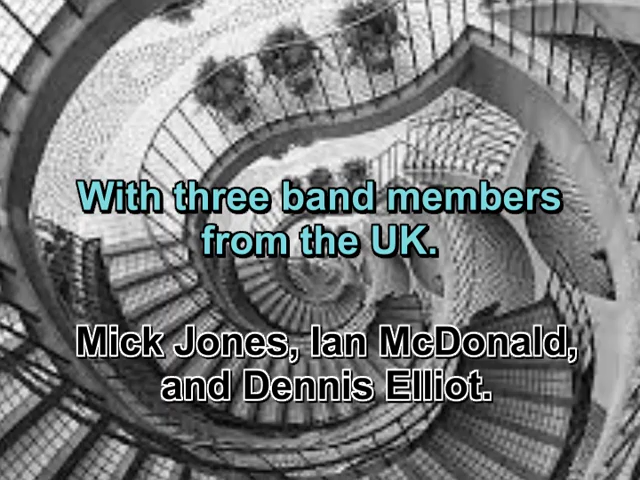 With three band members
from the UK.
Mick Jones, Ian McDonald,
and Dennis Elliot.